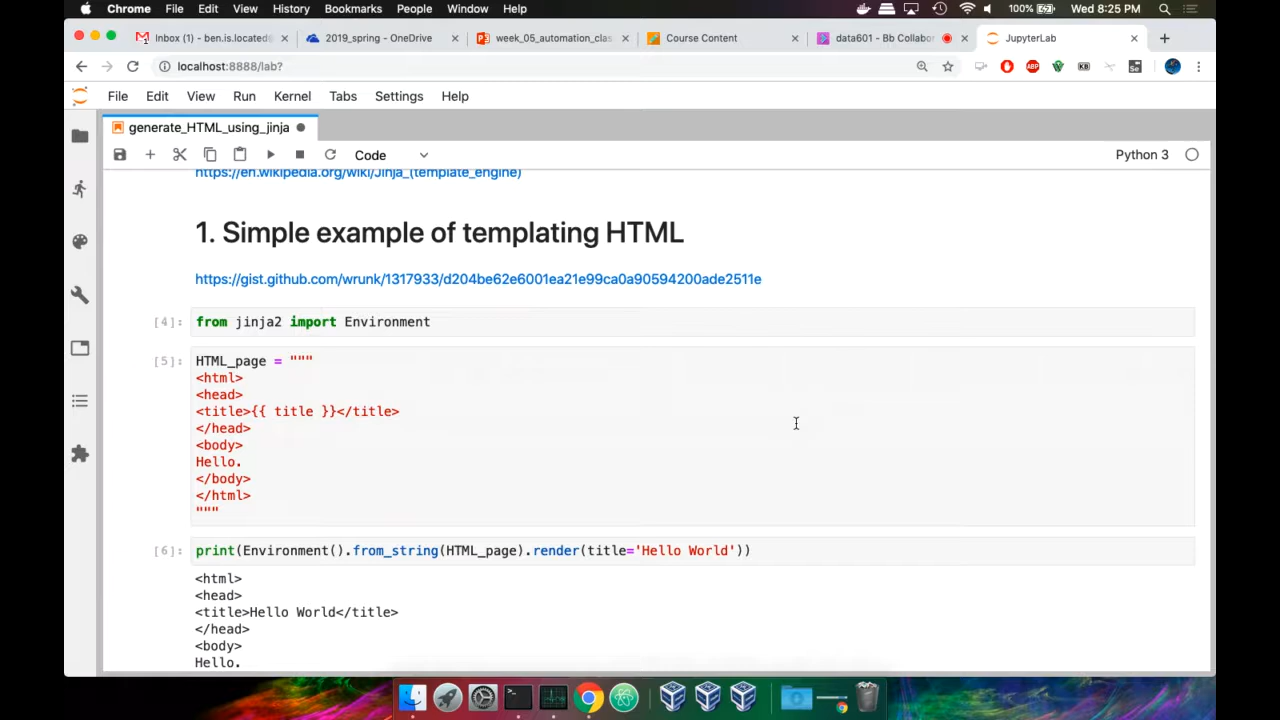 Chrome File Edit View History Bookmarks People Window Help 100% Wed 8:25 PM
Inbox (1) - ben.is.located 2019_spring - OneDrive week_05_automation_clas Course Content data601 - Bb Collabor JupyterLab
localhost:8888/lab?
File Edit View Run Kernel Tabs Settings Help
generate_HTML_using_jinja
Code Python 3
https://en.wikipedia.org/wiki/Jinja_(template_engine)
1. Simple example of templating HTML
https://gist.github.com/wrunk/1317933/d204be62e6001ea21e99ca0a90594200ade2511e
[4]: from jinja2 import Environment
[5]: HTML_page = """
<html>
<head>
<title>{{ title }}</title>
</head>
<body>
Hello.
</body>
</html>
"""
[6]: print(Environment().from_string(HTML_page).render(title='Hello World'))
<html>
<head>
<title>Hello World</title>
</head>
<body>
Hello.